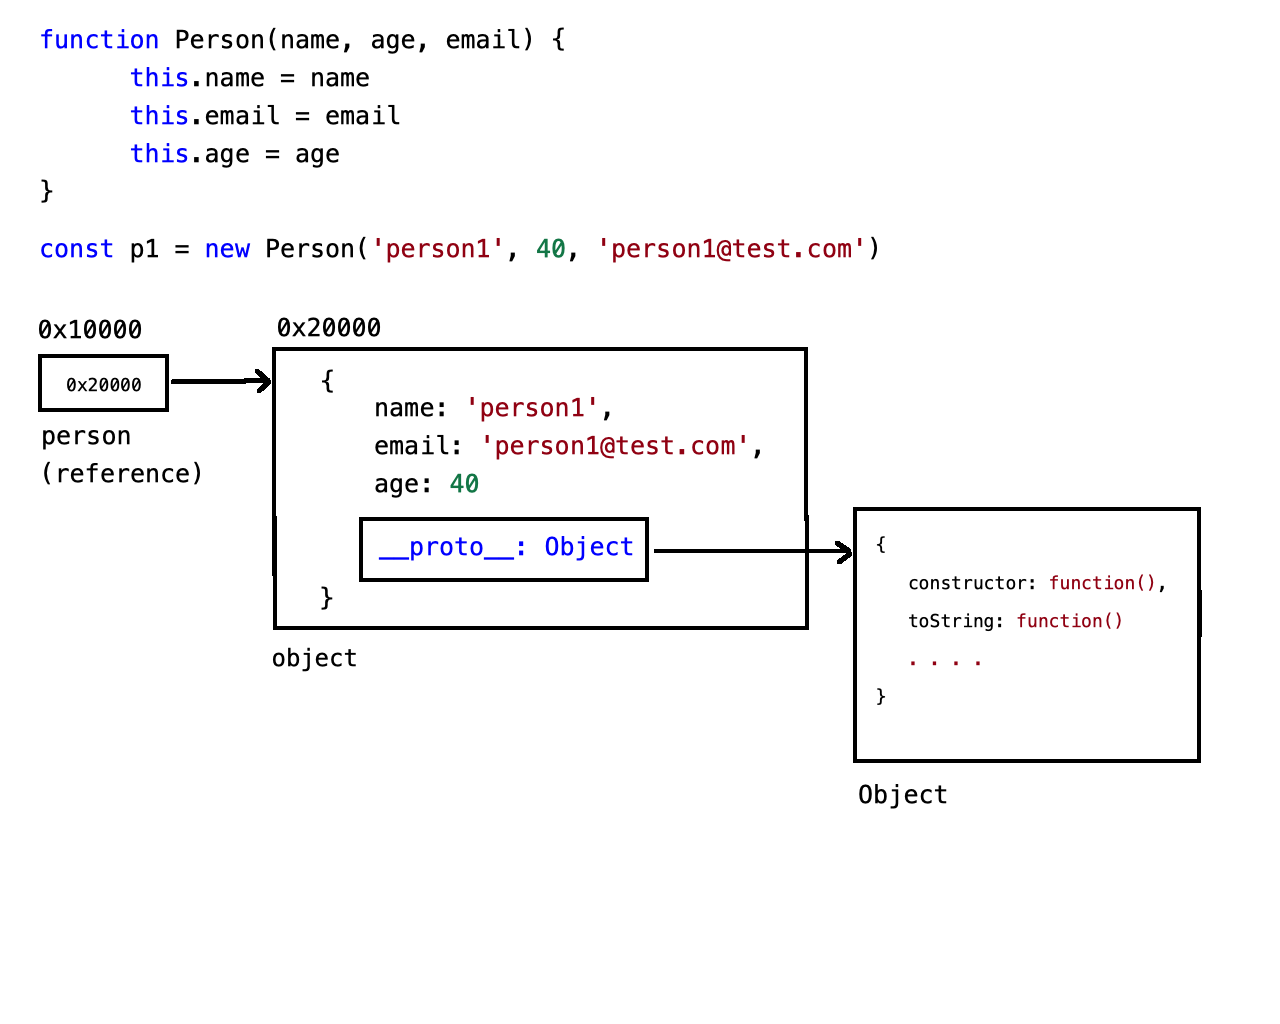 function Person(name, age, email) {
this.name = name
this.email = email
this.age = age
}
const p1 = new Person('person1', 40, 'person1@test.com')
0x10000
0x20000
0x20000
person
(reference)
{
name: 'person1',
email: 'person1@test.com',
age: 40
__proto__: Object
}
object
{
constructor: function(),
toString: function()
. . . .
}
Object